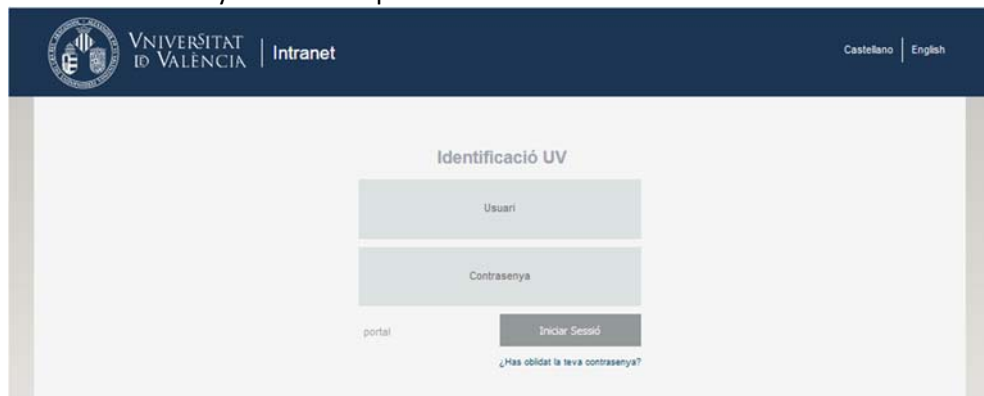 VNIVERSITAT
ID VALÈNCIA
Intranet
Castellano
English
Identificació UV
Usuari
Contrasenya
portal
Iniciar Sessió
¿Has oblidat la teva contrasenya?